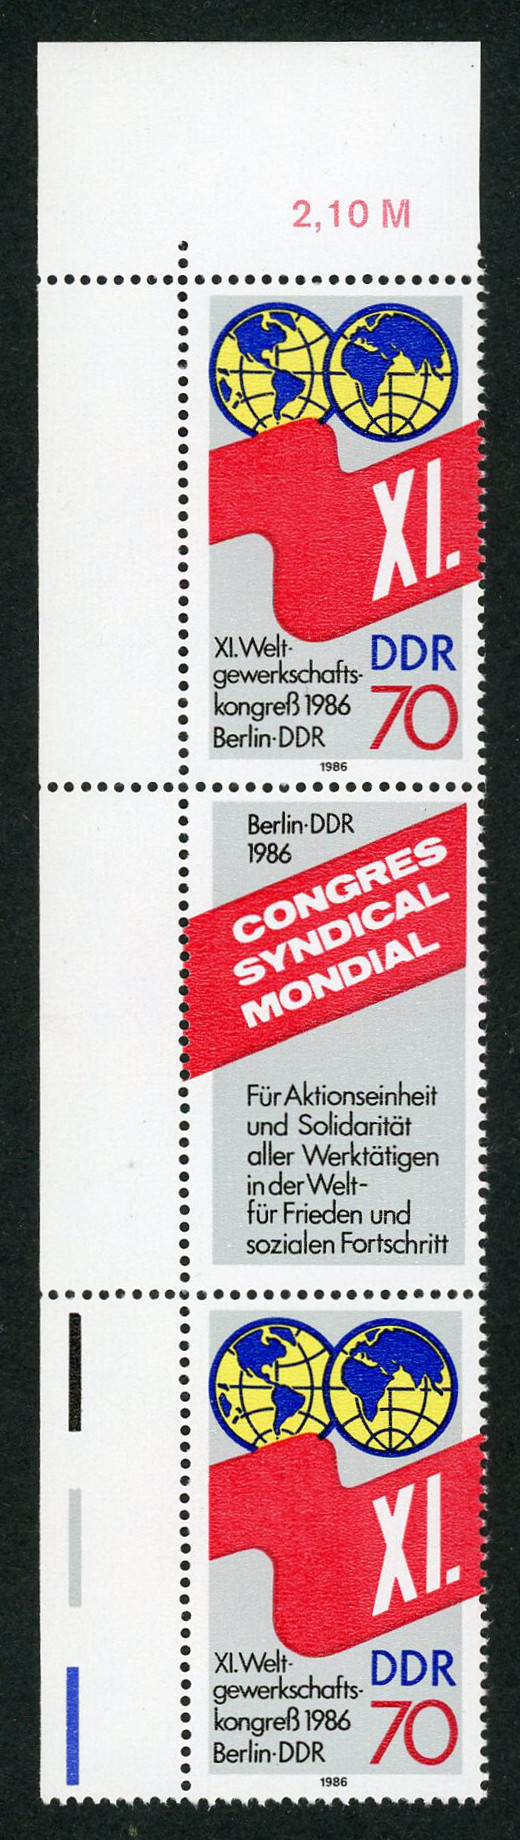 2,10 M
XI.
XI. Welt-
gewerkschafts-
kongreß 1986
Berlin·DDR
DDR
70
1986
Berlin·DDR
1986
CONGRES
SYNDICAL
MONDIAL
Für Aktionseinheit
und Solidarität
aller Werktätigen
in der Welt-
für Frieden und
sozialen Fortschritt
XI.
XI. Welt-
gewerkschafts-
kongreß 1986
Berlin·DDR
DDR
70
1986